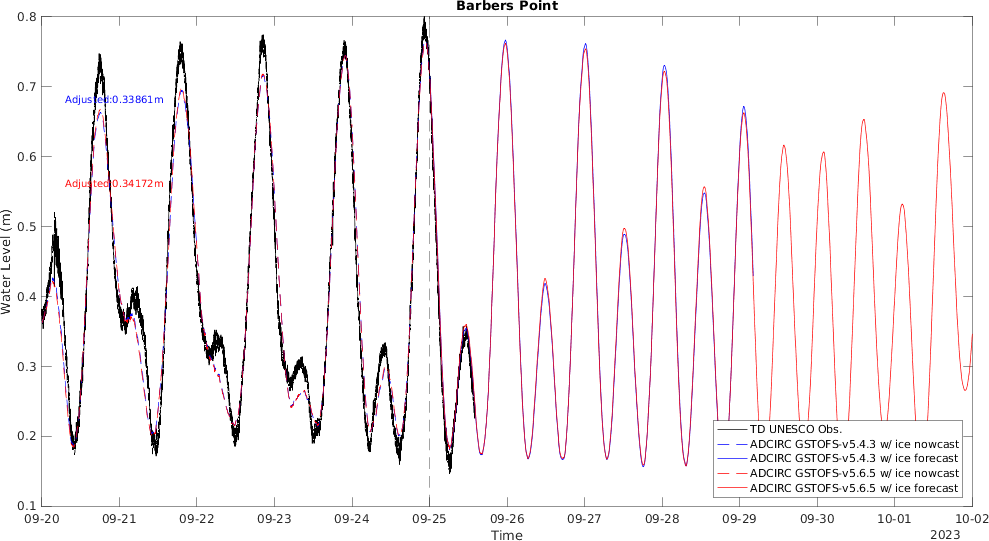 Barbers Point
0.8
0.7
0.6
0.5
0.4
0.3
0.2
0.1
Water Level (m)
Adjusted:0.33861m
Adjusted:0.34172m
TD UNESCO Obs.
ADCIRC GSTOFS-v5.4.3 w/ ice nowcast
ADCIRC GSTOFS-v5.4.3 w/ ice forecast
ADCIRC GSTOFS-v5.6.5 w/ ice nowcast
ADCIRC GSTOFS-v5.6.5 w/ ice forecast
09-20 09-21 09-22 09-23 09-24 09-25 09-26 09-27 09-28 09-29 09-30 10-01 10-02
Time
2023